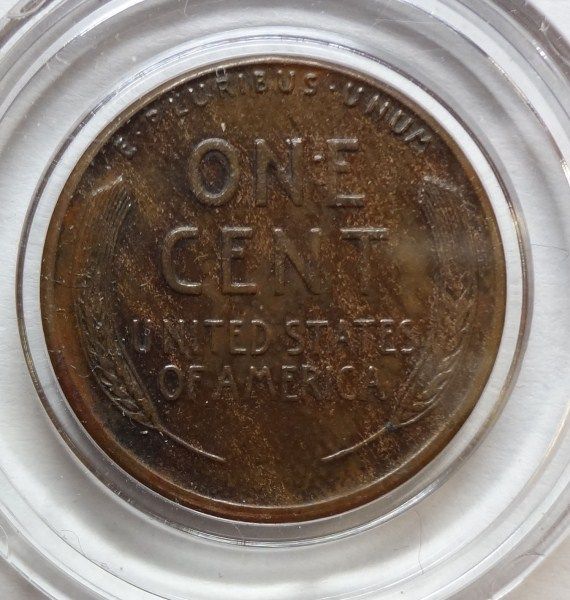 E · PLURIBUS · UNUM
ONE
CENT
UNITED STATES
OF AMERICA